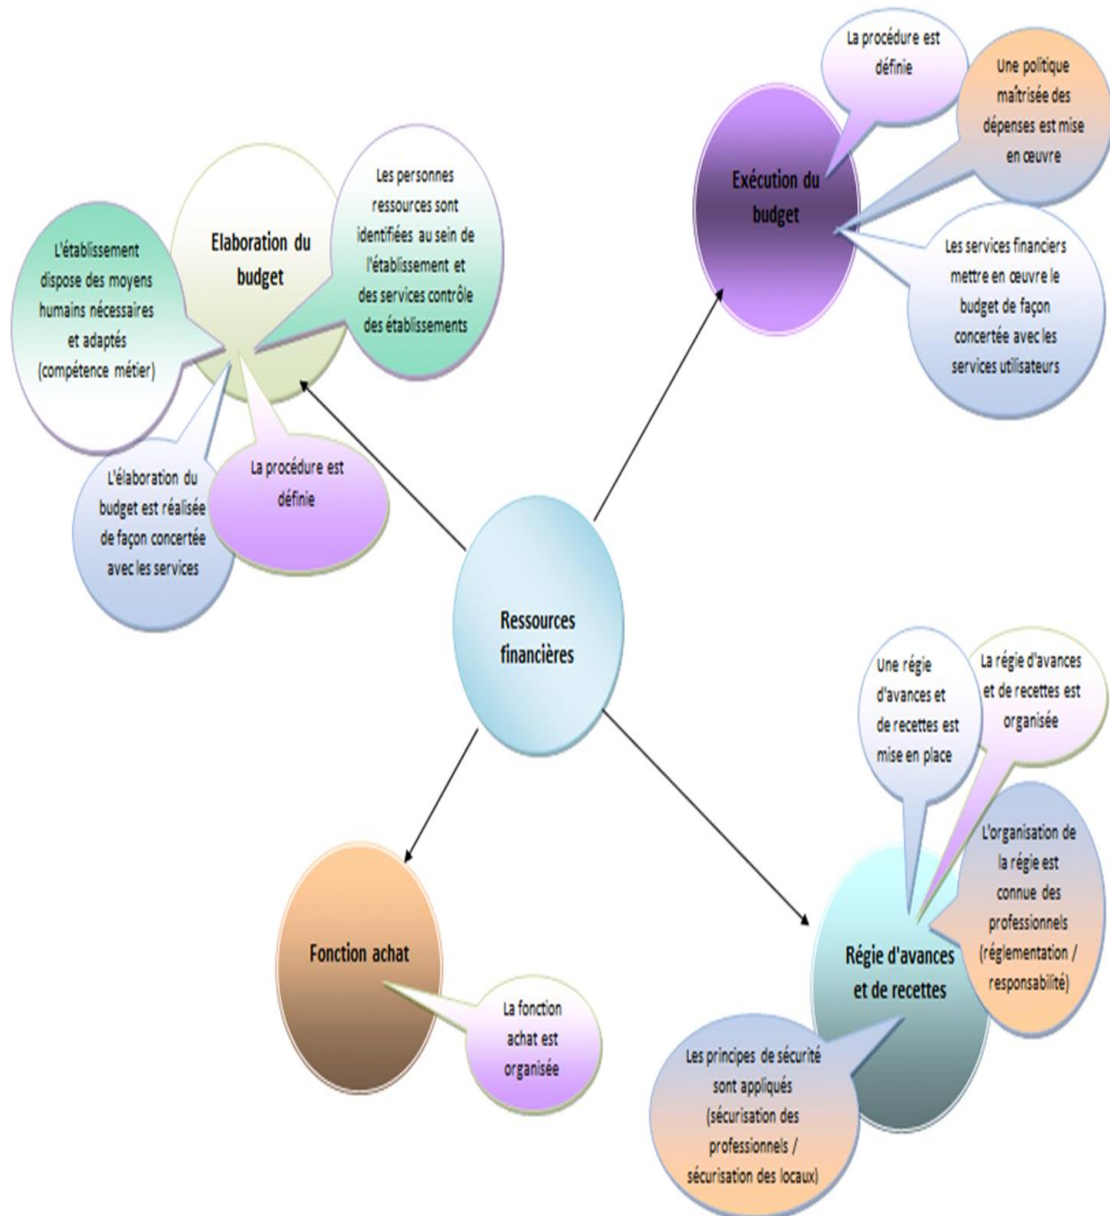 La procédure est
définie
Une politique
maîtrisée des
dépenses est mise
en œuvre
Exécution du
budget
Les services financiers
mettre en œuvre le
budget de façon
concertée avec les
services utilisateurs
Les personnes
ressources sont
identifiées au sein de
l'établissement et
des services contrôle
des établissements
Elaboration du
budget
L'établissement
dispose des moyens
humains nécessaires
et adaptés
(compétence métier)
L'élaboration du
budget est réalisée
de façon concertée
avec les services
La procédure est
définie
Ressources
financières
Une régie
d'avances et
de recettes est
mise en place
La régie d'avances
et de recettes est
organisée
L'organisation de
la régie est
connue des
professionnels
(réglementation /
responsabilité)
Régie d'avances
et de recettes
Les principes de sécurité
sont appliqués
(sécurisation des
professionnels /
sécurisation des locaux)
Fonction achat
La fonction
achat est
organisée